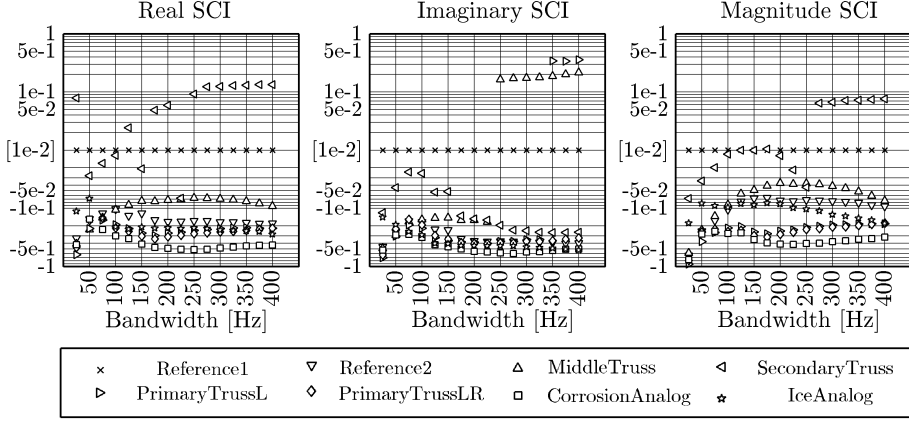 Real SCI
Imaginary SCI
Magnitude SCI
1
5e-1
1e-1
5e-2
[1e-2]
-5e-2
-1e-1
-5e-1
-1
50
100
150
200
250
300
350
400
Bandwidth [Hz]
1
5e-1
1e-1
5e-2
[1e-2]
-5e-2
-1e-1
-5e-1
-1
50
100
150
200
250
300
350
400
Bandwidth [Hz]
1
5e-1
1e-1
5e-2
[1e-2]
-5e-2
-1e-1
-5e-1
-1
50
100
150
200
250
300
350
400
Bandwidth [Hz]
Reference1 Reference2 MiddleTruss SecondaryTruss
PrimaryTrussL PrimaryTrussLR CorrosionAnalog IceAnalog